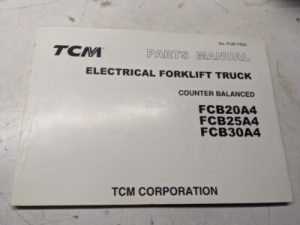 TCM
PARTS MANUAL
ELECTRICAL FORKLIFT TRUCK
COUNTER BALANCED
FCB20A4
FCB25A4
FCB30A4
TCM CORPORATION